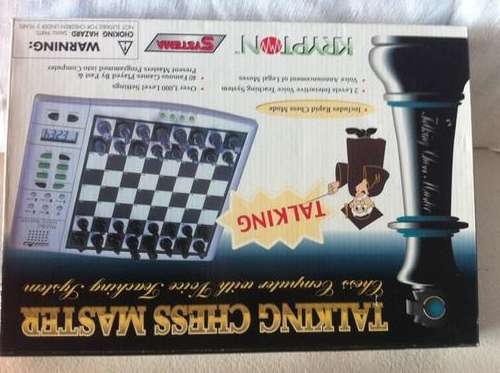 TALKING CHESS MASTER
Chess Computer with Voice Teaching System
TALKING
Talking Chess Master
• Includes Rapid Chess Mode
• 2 Levels Interactive Voice Teaching System
• Voice Announcement of Legal Moves
• Over 1,000 Level Settings
• 40 Famous Games Played By Past &
Present Masters Programmed into Computer
KRYPTON
SYSTEMA
WARNING:
CHOKING HAZARD Small Parts
NOT SUITABLE FOR CHILDREN UNDER 3 YEARS